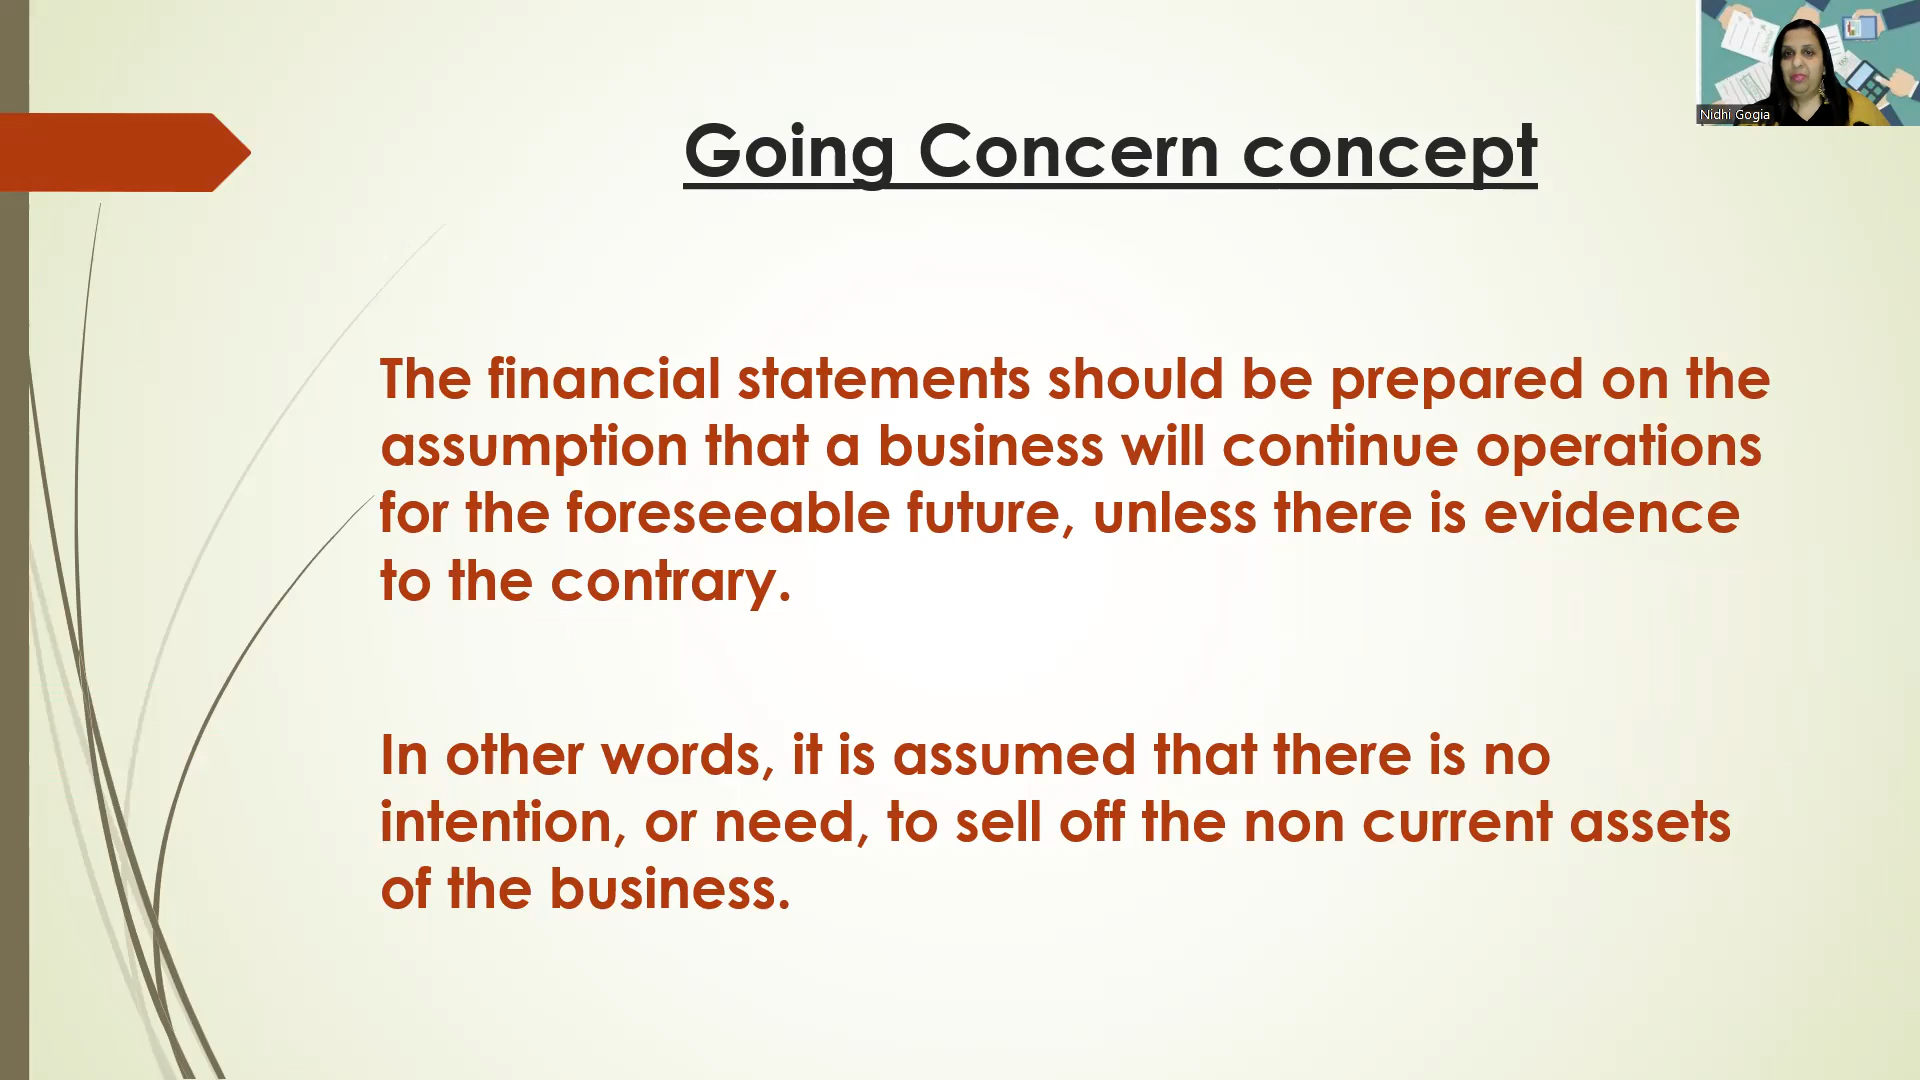 Nidhi Gogia
Going Concern concept
The financial statements should be prepared on the
assumption that a business will continue operations
for the foreseeable future, unless there is evidence
to the contrary.
In other words, it is assumed that there is no
intention, or need, to sell off the non current assets
of the business.